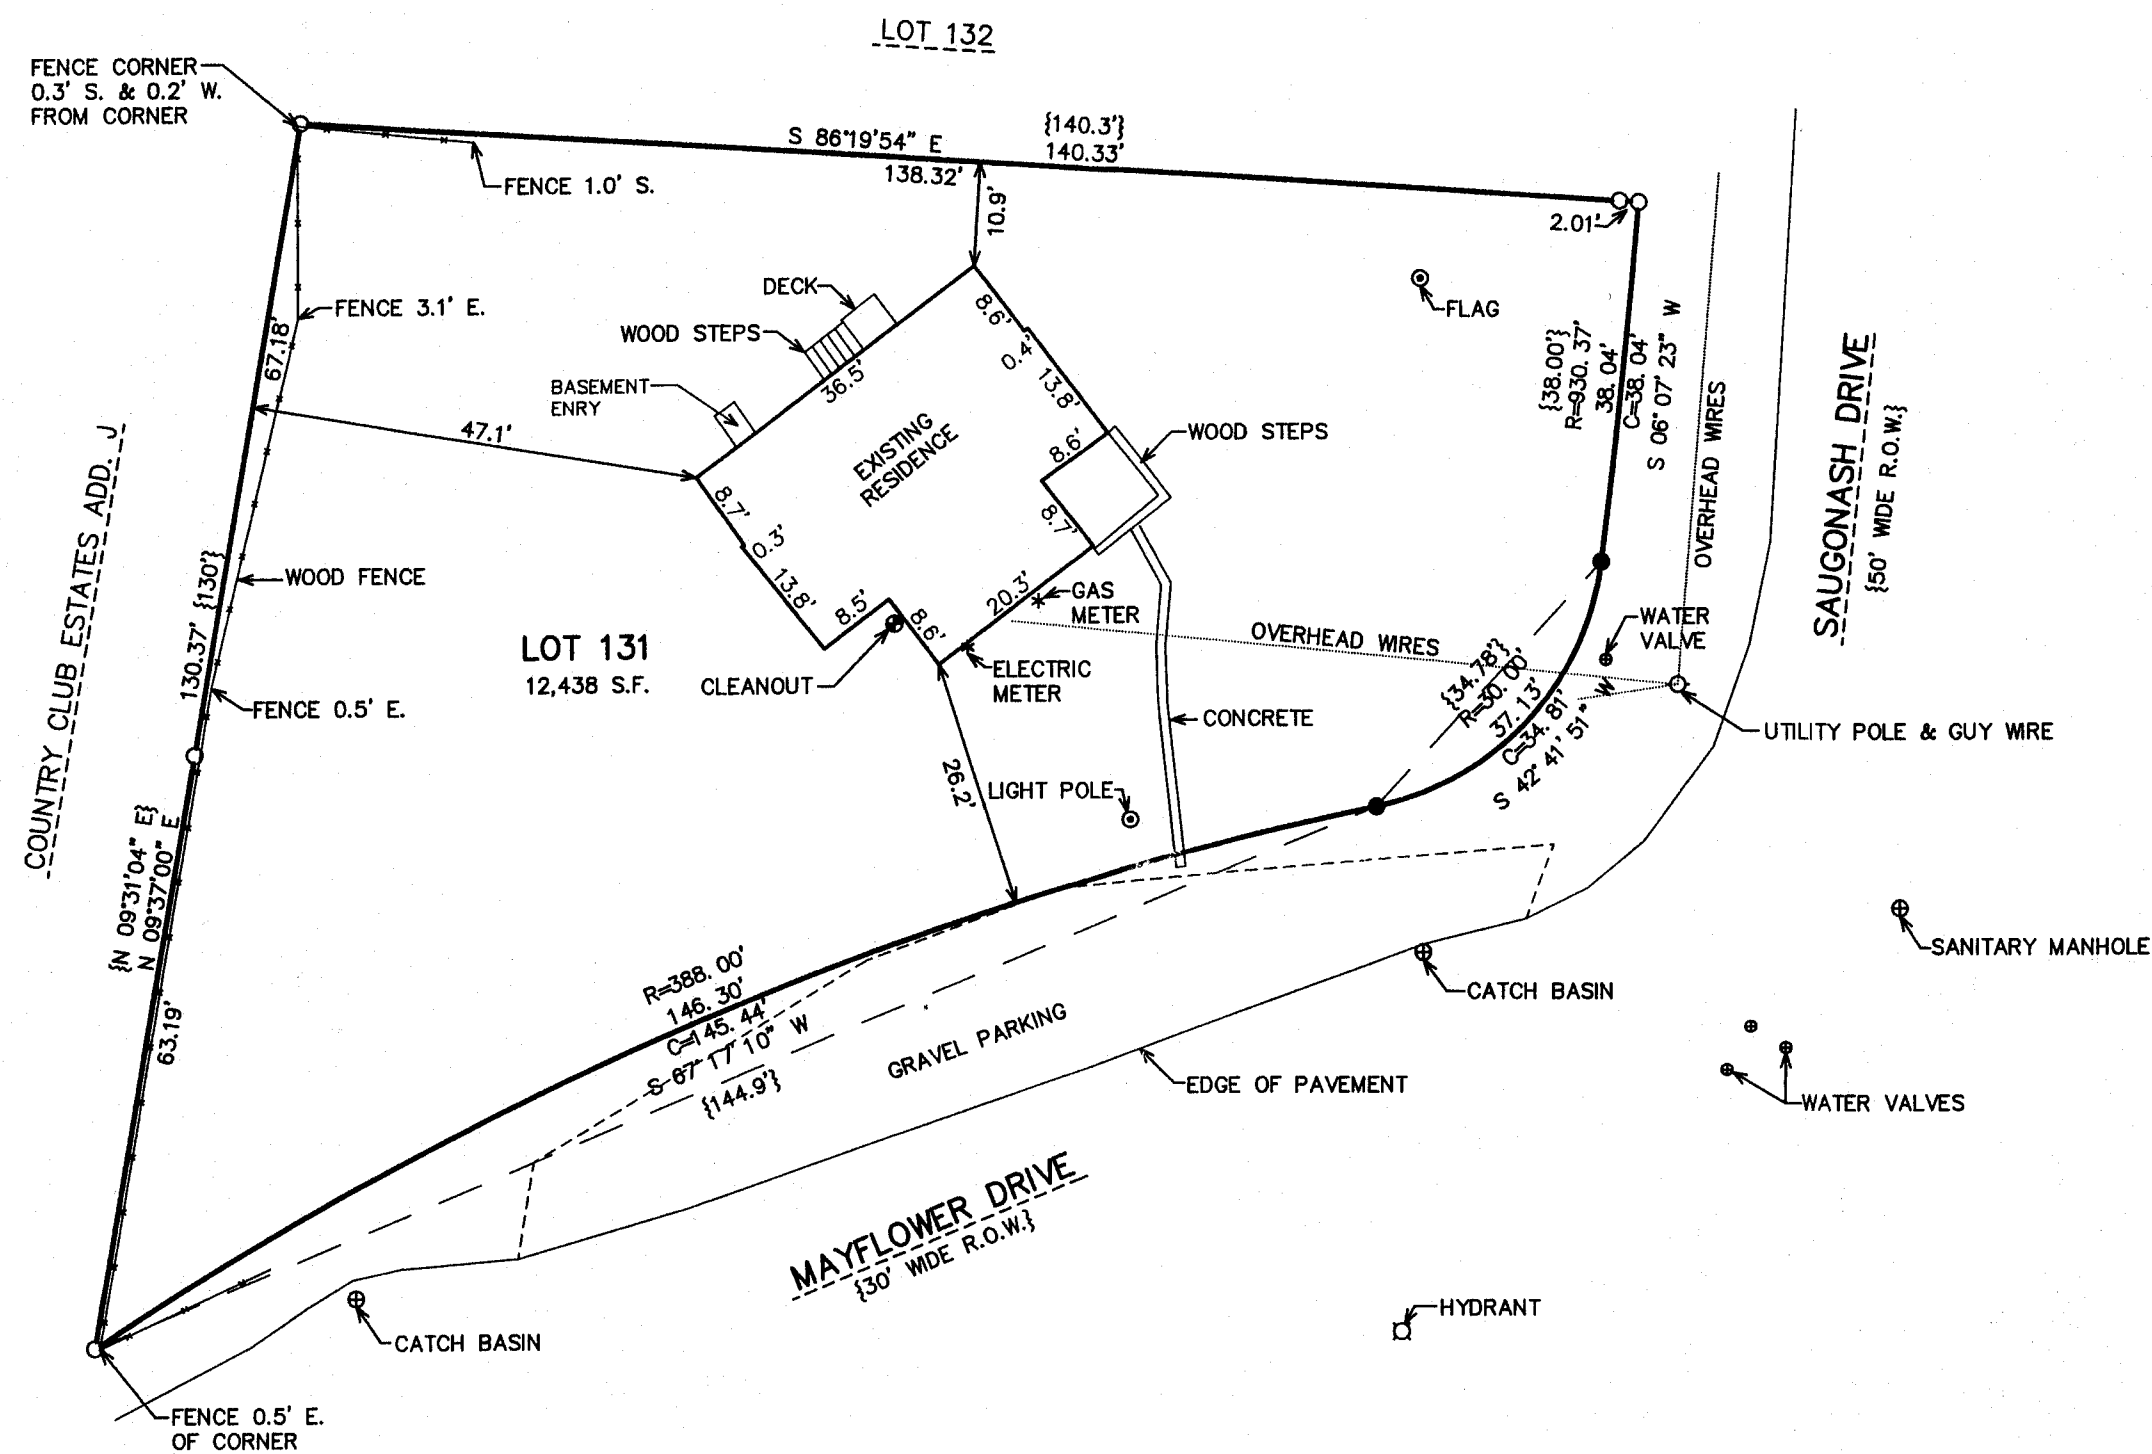 LOT 132
FENCE CORNER
0.3' S. & 0.2' W.
FROM CORNER
S 86°19'54" E
138.32'
{140.3'}
140.33'
2.01'
FENCE 1.0' S.
10.9'
DECK
FLAG
FENCE 3.1' E.
WOOD STEPS
67.18'
8.6'
0.4'
13.8'
36.5'
BASEMENT
ENRY
47.1'
EXISTING
RESIDENCE
8.6'
WOOD STEPS
8.7'
8.7'
0.3'
13.8'
8.5'
8.6'
20.3'
GAS
METER
{38.00'}
R=930.37'
38.04'
C=38.04'
S 06° 07' 23" W
OVERHEAD WIRES
SAUGONASH DRIVE
{50' WIDE R.O.W.}
COUNTRY CLUB ESTATES ADD. J
130.37' {130'}
WOOD FENCE
LOT 131
12,438 S.F.
CLEANOUT
ELECTRIC
METER
OVERHEAD WIRES
WATER
VALVE
FENCE 0.5' E.
CONCRETE
{34.78'}
R=30.00'
37.13'
C=34.81'
S 42° 41' 51" W
UTILITY POLE & GUY WIRE
26.2'
LIGHT POLE
{N 09°31'04" E}
N 09°37'00" E
63.19'
SANITARY MANHOLE
CATCH BASIN
R=388.00'
146.30'
C=145.44'
S 67° 17' 10" W
{144.9'}
GRAVEL PARKING
EDGE OF PAVEMENT
WATER VALVES
MAYFLOWER DRIVE
{30' WIDE R.O.W.}
HYDRANT
CATCH BASIN
FENCE 0.5' E.
OF CORNER